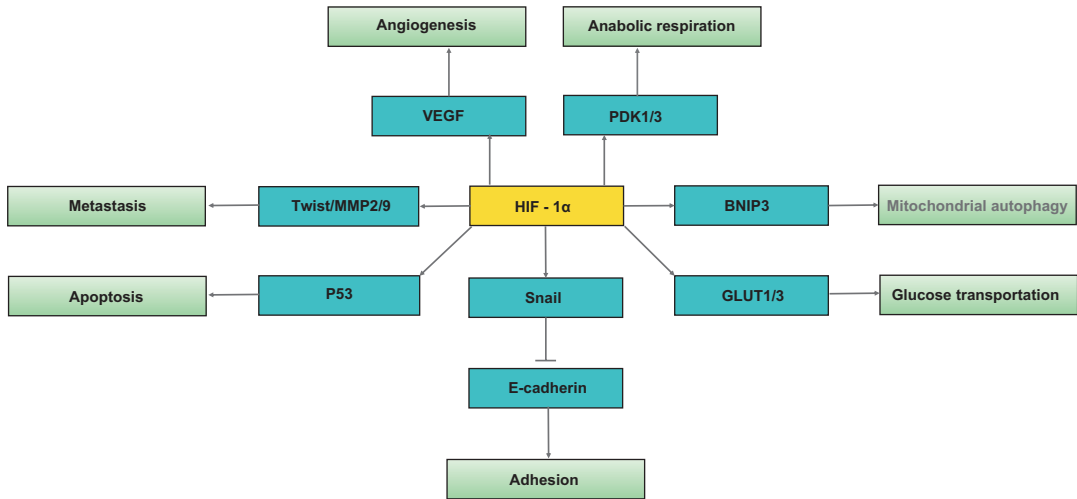 Angiogenesis
Anabolic respiration
VEGF
PDK1/3
Metastasis
Twist/MMP2/9
HIF - 1α
BNIP3
Mitochondrial autophagy
Apoptosis
P53
Snail
GLUT1/3
Glucose transportation
E-cadherin
Adhesion